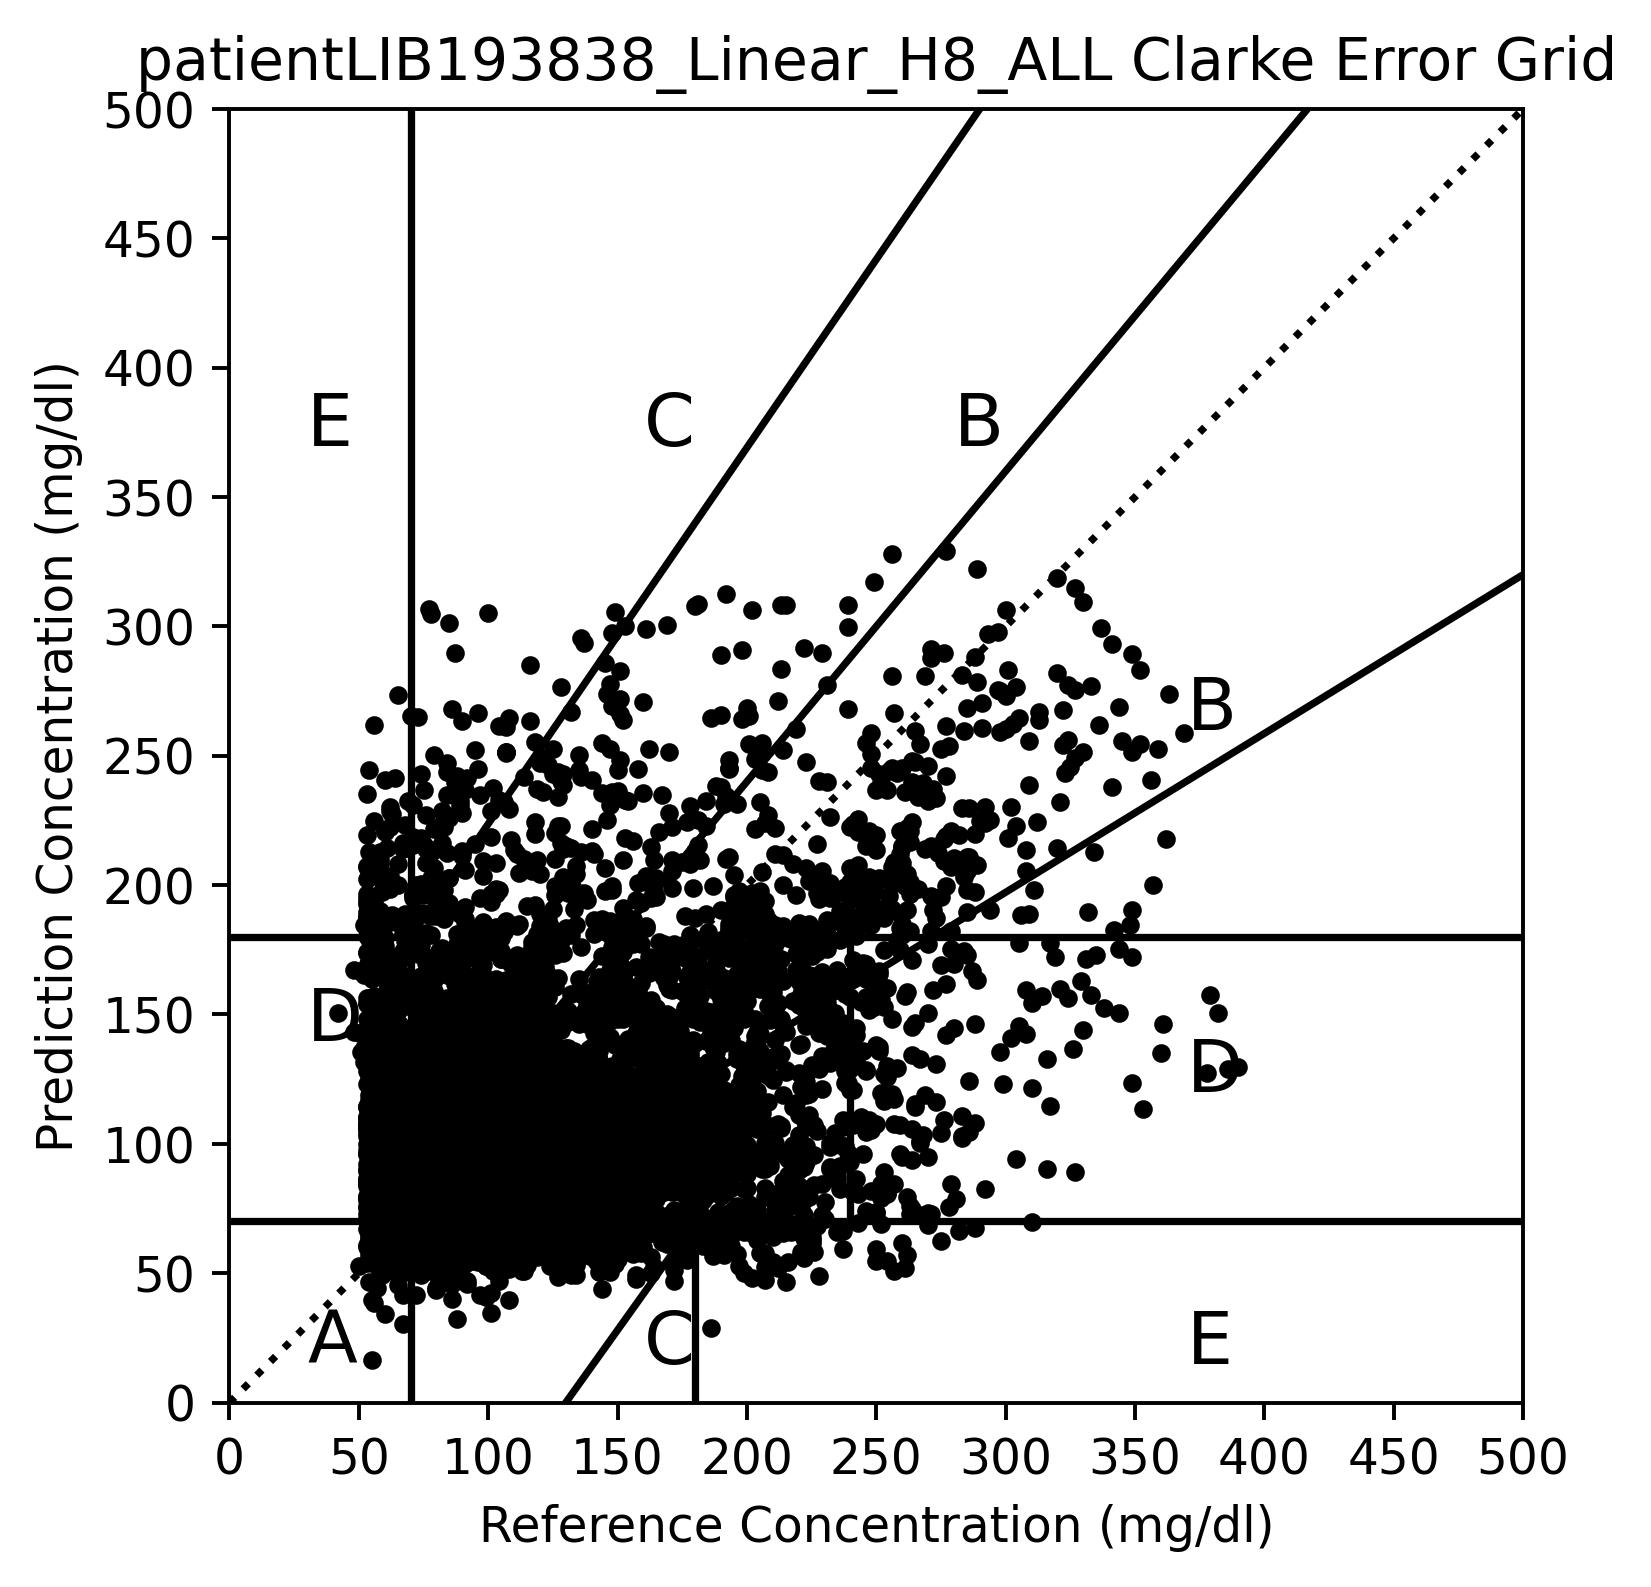 patientLIB193838_Linear_H8_ALL Clarke Error Grid
500
450
400
350
300
250
200
150
100
50
0
Prediction Concentration (mg/dl)
E
C
B
B
D
D
A
C
E
0 50 100 150 200 250 300 350 400 450 500
Reference Concentration (mg/dl)